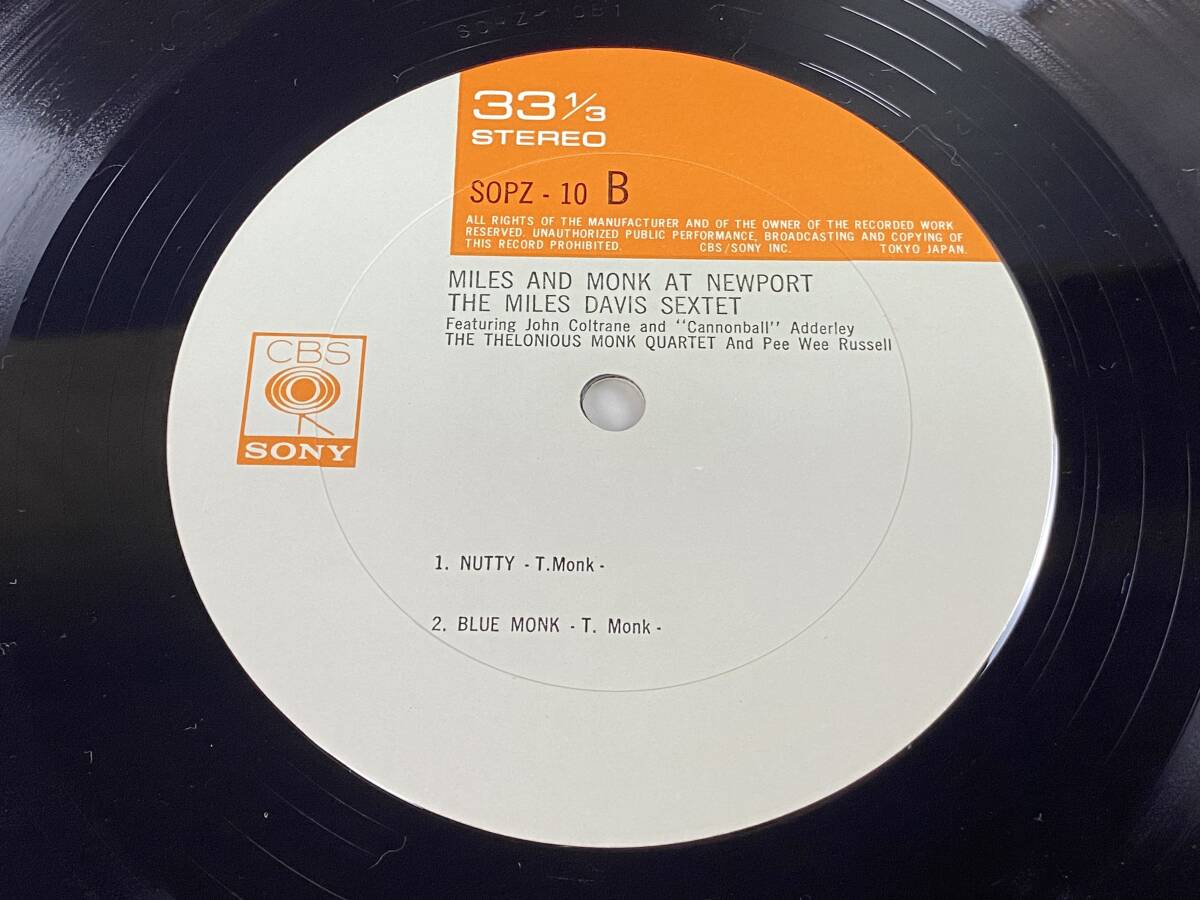 33 1/3
STEREO
SOPZ - 10 B
ALL RIGHTS OF THE MANUFACTURER AND OF THE OWNER OF THE RECORDED WORK
RESERVED. UNAUTHORIZED PUBLIC PERFORMANCE, BROADCASTING AND COPYING OF
THIS RECORD PROHIBITED. CBS/SONY INC. TOKYO JAPAN.
MILES AND MONK AT NEWPORT
THE MILES DAVIS SEXTET
Featuring John Coltrane and "Cannonball" Adderley
THE THELONIOUS MONK QUARTET And Pee Wee Russell
CBS
SONY
1. NUTTY - T.Monk -
2. BLUE MONK - T. Monk -